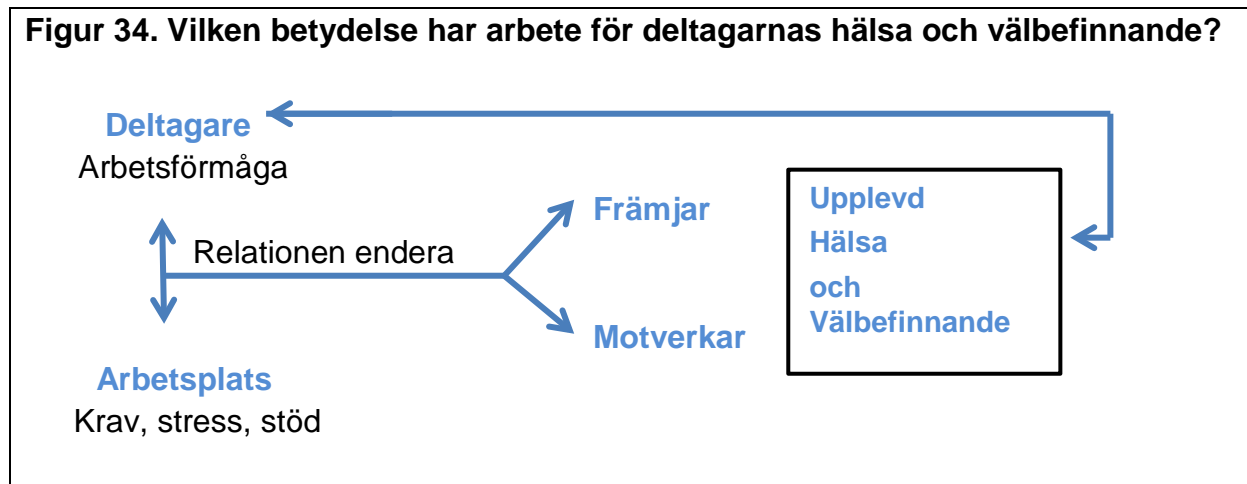 Figur 34. Vilken betydelse har arbete för deltagarnas hälsa och välbefinnande?
Deltagare
Arbetsförmåga
Relationen endera
Arbetsplats
Krav, stress, stöd
Främjar
Motverkar
Upplevd
Hälsa
och
Välbefinnande